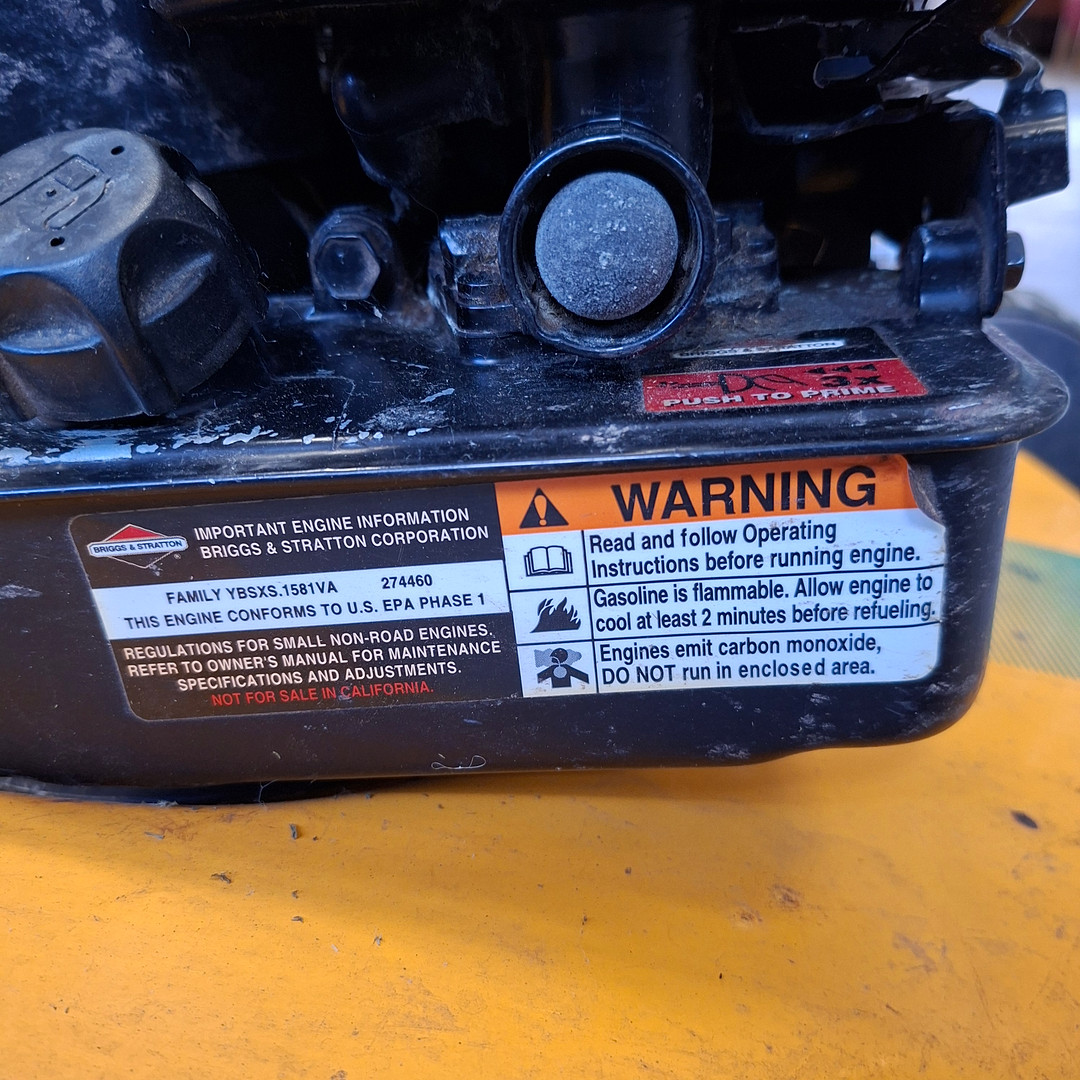 BRIGGS & STRATTON
3x
PUSH TO PRIME
BRIGGS & STRATTON
IMPORTANT ENGINE INFORMATION
BRIGGS & STRATTON CORPORATION
FAMILY YBSXS.1581VA 274460
THIS ENGINE CONFORMS TO U.S. EPA PHASE 1
REGULATIONS FOR SMALL NON-ROAD ENGINES.
REFER TO OWNER'S MANUAL FOR MAINTENANCE
SPECIFICATIONS AND ADJUSTMENTS.
NOT FOR SALE IN CALIFORNIA.
WARNING
Read and follow Operating
Instructions before running engine.
Gasoline is flammable. Allow engine to
cool at least 2 minutes before refueling.
Engines emit carbon monoxide,
DO NOT run in enclosed area.